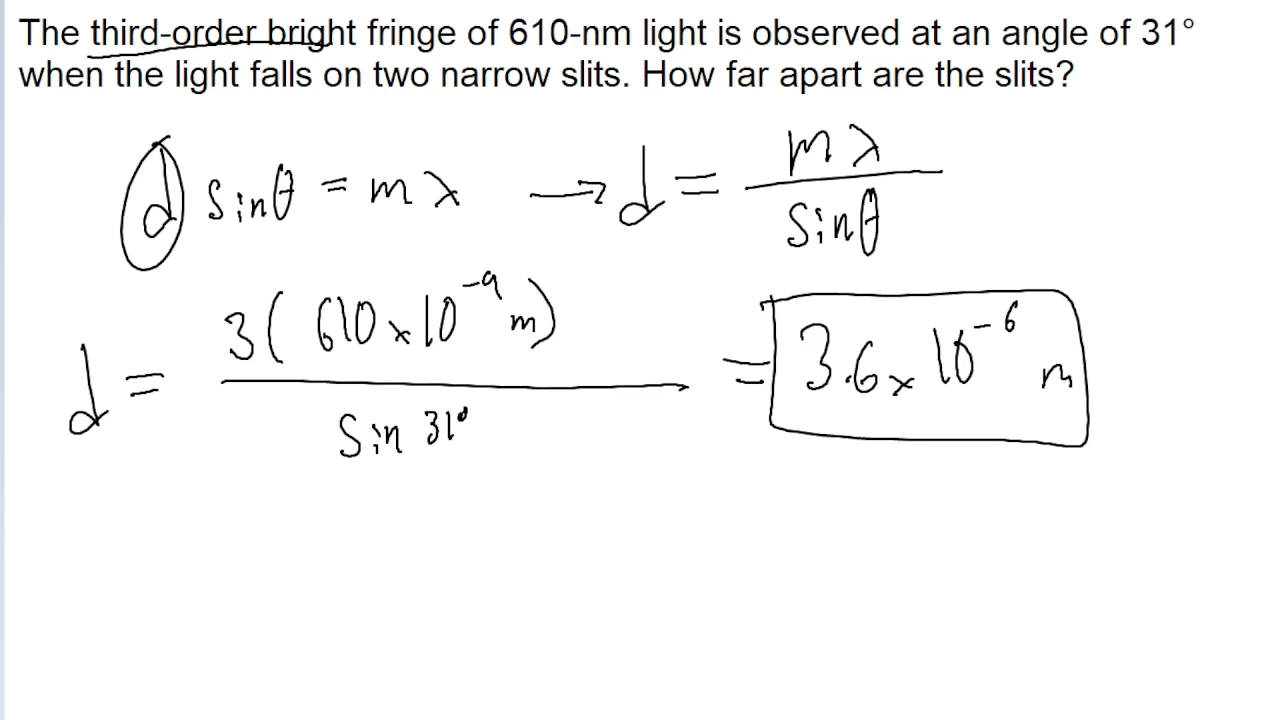 The third-order bright fringe of 610-nm light is observed at an angle of 31°
when the light falls on two narrow slits. How far apart are the slits?
d sinθ = mλ → d = mλ / sinθ
d = 3(610 x 10⁻⁹ m) / sin 31° = 3.6 x 10⁻⁶ m